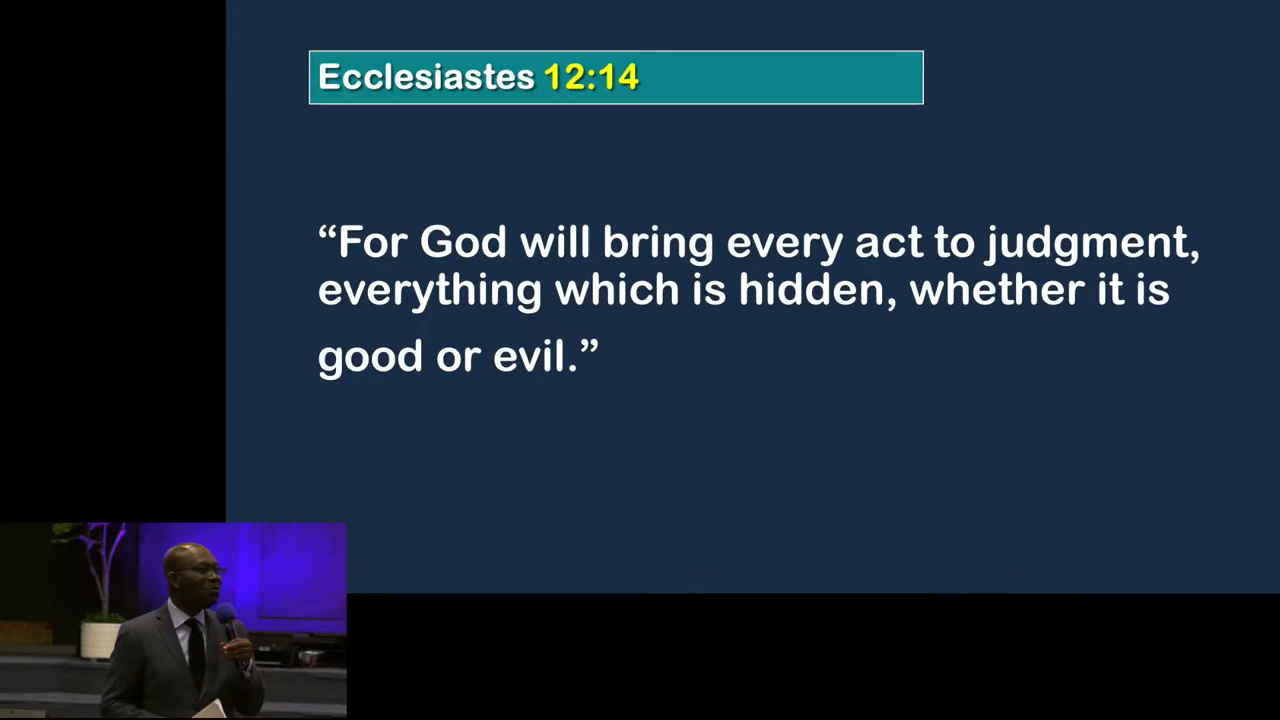 Ecclesiastes 12:14
“For God will bring every act to judgment,
everything which is hidden, whether it is
good or evil.”